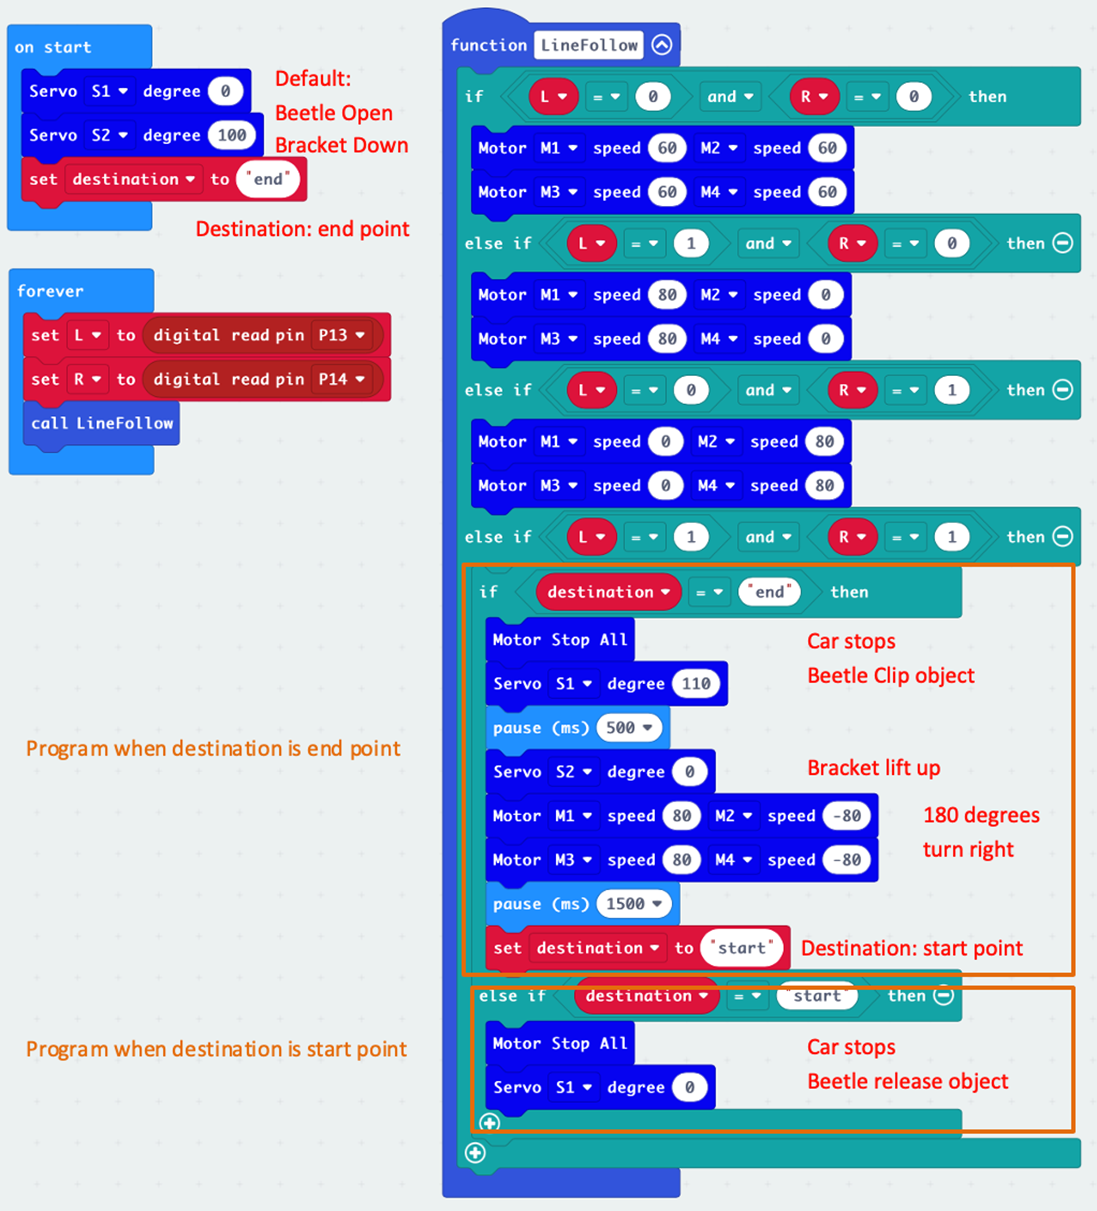 on start
Servo S1 degree 0
Servo S2 degree 100
set destination to "end"
Default:
Beetle Open
Bracket Down
Destination: end point
forever
set L to digital read pin P13
set R to digital read pin P14
call LineFollow
Program when destination is end point
Program when destination is start point
function LineFollow
if L = 0 and R = 0 then
Motor M1 speed 60 M2 speed 60
Motor M3 speed 60 M4 speed 60
else if L = 1 and R = 0 then
Motor M1 speed 80 M2 speed 0
Motor M3 speed 80 M4 speed 0
else if L = 0 and R = 1 then
Motor M1 speed 0 M2 speed 80
Motor M3 speed 0 M4 speed 80
else if L = 1 and R = 1 then
if destination = "end" then
Motor Stop All
Car stops
Servo S1 degree 110
Beetle Clip object
pause (ms) 500
Servo S2 degree 0
Bracket lift up
Motor M1 speed 80 M2 speed -80
180 degrees
Motor M3 speed 80 M4 speed -80
turn right
pause (ms) 1500
set destination to "start"
Destination: start point
else if destination = "start" then
Motor Stop All
Car stops
Servo S1 degree 0
Beetle release object